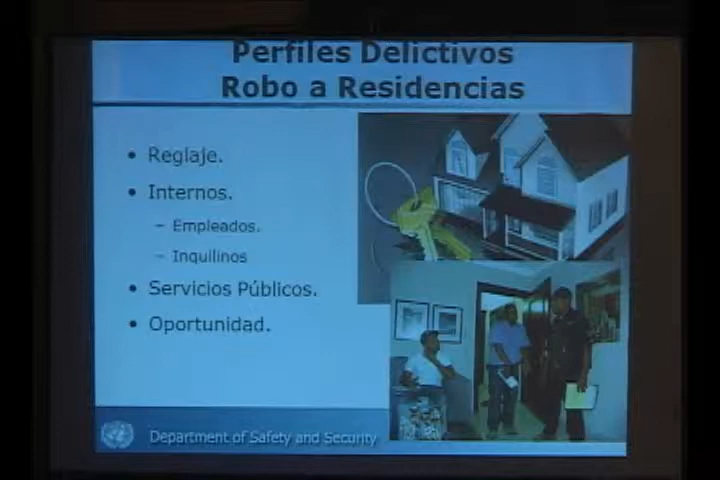 Perfiles Delictivos
Robo a Residencias
• Reglaje.
• Internos.
– Empleados.
– Inquilinos
• Servicios Públicos.
• Oportunidad.
Department of Safety and Security